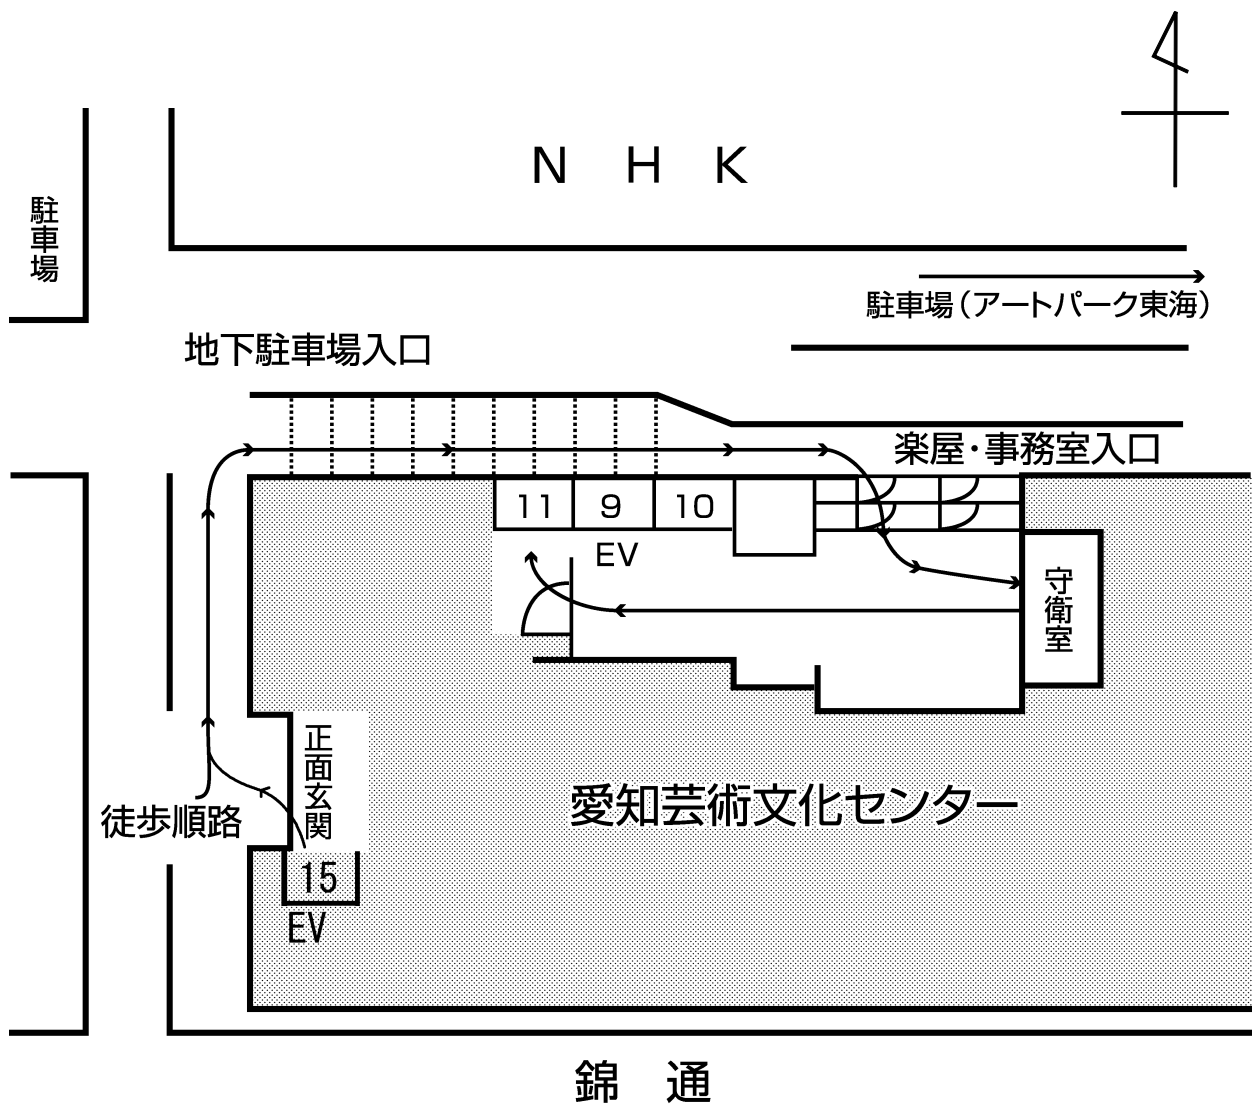 NHK
駐車場
駐車場（アートパーク東海）
地下駐車場入口
楽屋・事務室入口
11 9 10
EV
守衛室
正面玄関
愛知芸術文化センター
徒歩順路
15
EV
錦通